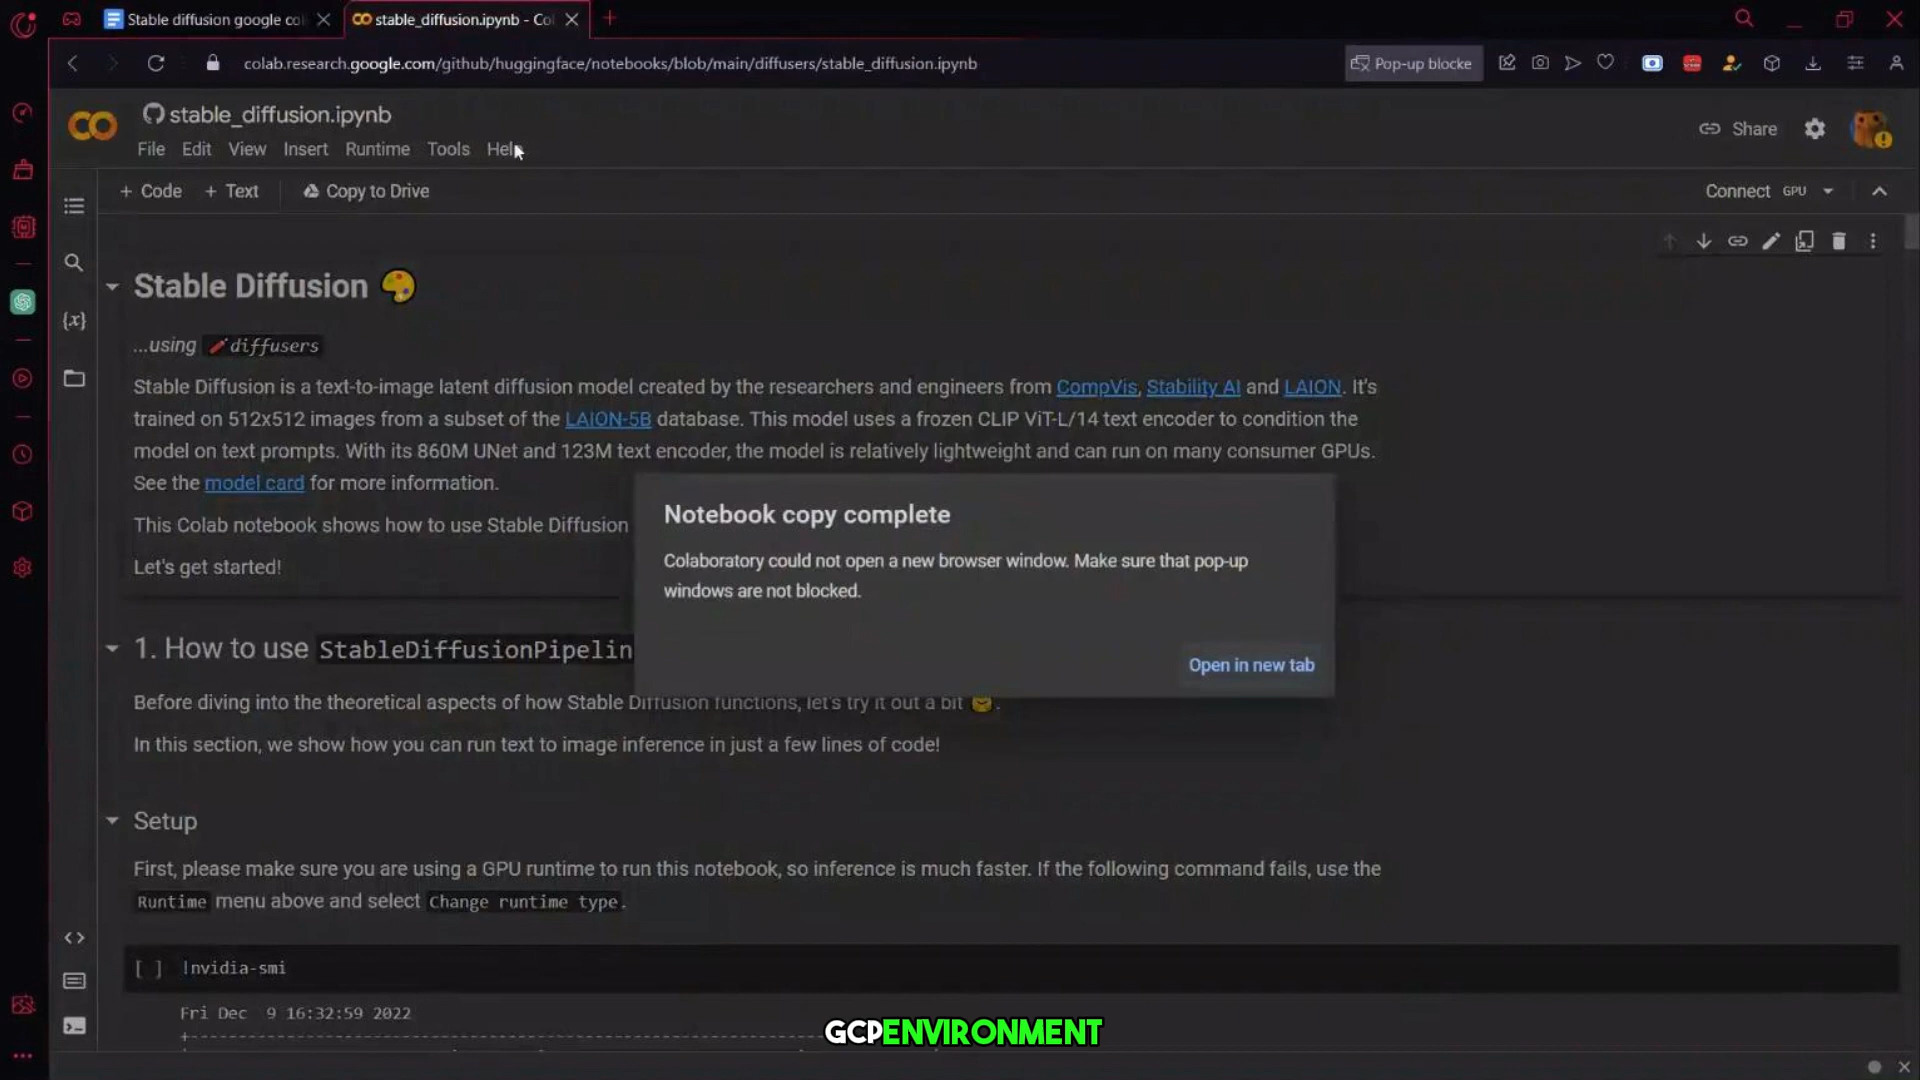 Stable diffusion google co
stable_diffusion.ipynb - Co
colab.research.google.com/github/huggingface/notebooks/blob/main/diffusers/stable_diffusion.ipynb
Pop-up blocke
stable_diffusion.ipynb
Share
File Edit View Insert Runtime Tools Help
+ Code + Text Copy to Drive
Connect GPU
Stable Diffusion 🎨
...using 🧨diffusers
Stable Diffusion is a text-to-image latent diffusion model created by the researchers and engineers from CompVis, Stability AI and LAION. It's
trained on 512x512 images from a subset of the LAION-5B database. This model uses a frozen CLIP ViT-L/14 text encoder to condition the
model on text prompts. With its 860M UNet and 123M text encoder, the model is relatively lightweight and can run on many consumer GPUs.
See the model card for more information.
This Colab notebook shows how to use Stable Diffusion
Let's get started!
Notebook copy complete
Colaboratory could not open a new browser window. Make sure that pop-up
windows are not blocked.
Open in new tab
1. How to use StableDiffusionPipelin
Before diving into the theoretical aspects of how Stable Diffusion functions, let's try it out a bit 🤗.
In this section, we show how you can run text to image inference in just a few lines of code!
Setup
First, please make sure you are using a GPU runtime to run this notebook, so inference is much faster. If the following command fails, use the
Runtime menu above and select Change runtime type.
[ ] !nvidia-smi
Fri Dec  9 16:32:59 2022
GCP ENVIRONMENT